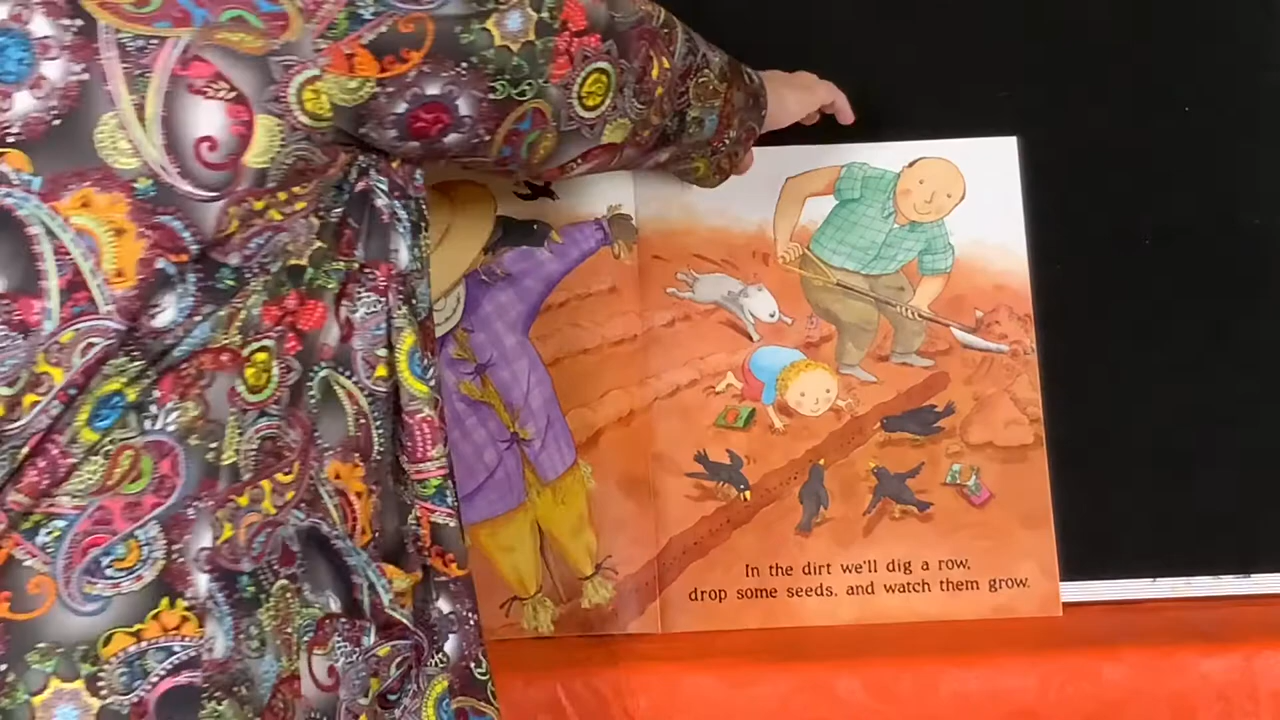 In the dirt we'll dig a row,
drop some seeds, and watch them grow.